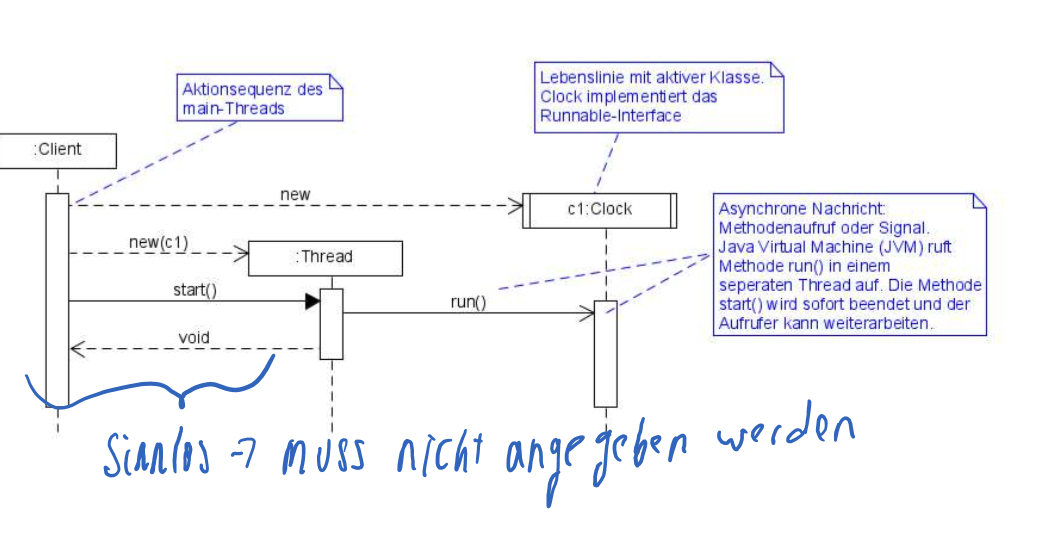 Aktionsequenz des
main-Threads
Lebenslinie mit aktiver Klasse.
Clock implementiert das
Runnable-Interface
:Client
new
c1:Clock
Asynchrone Nachricht:
Methodenaufruf oder Signal.
Java Virtual Machine (JVM) ruft
Methode run() in einem
seperaten Thread auf. Die Methode
start() wird sofort beendet und der
Aufrufer kann weiterarbeiten.
new(c1)
:Thread
start()
run()
void
Sinnlos → muss nicht angegeben werden